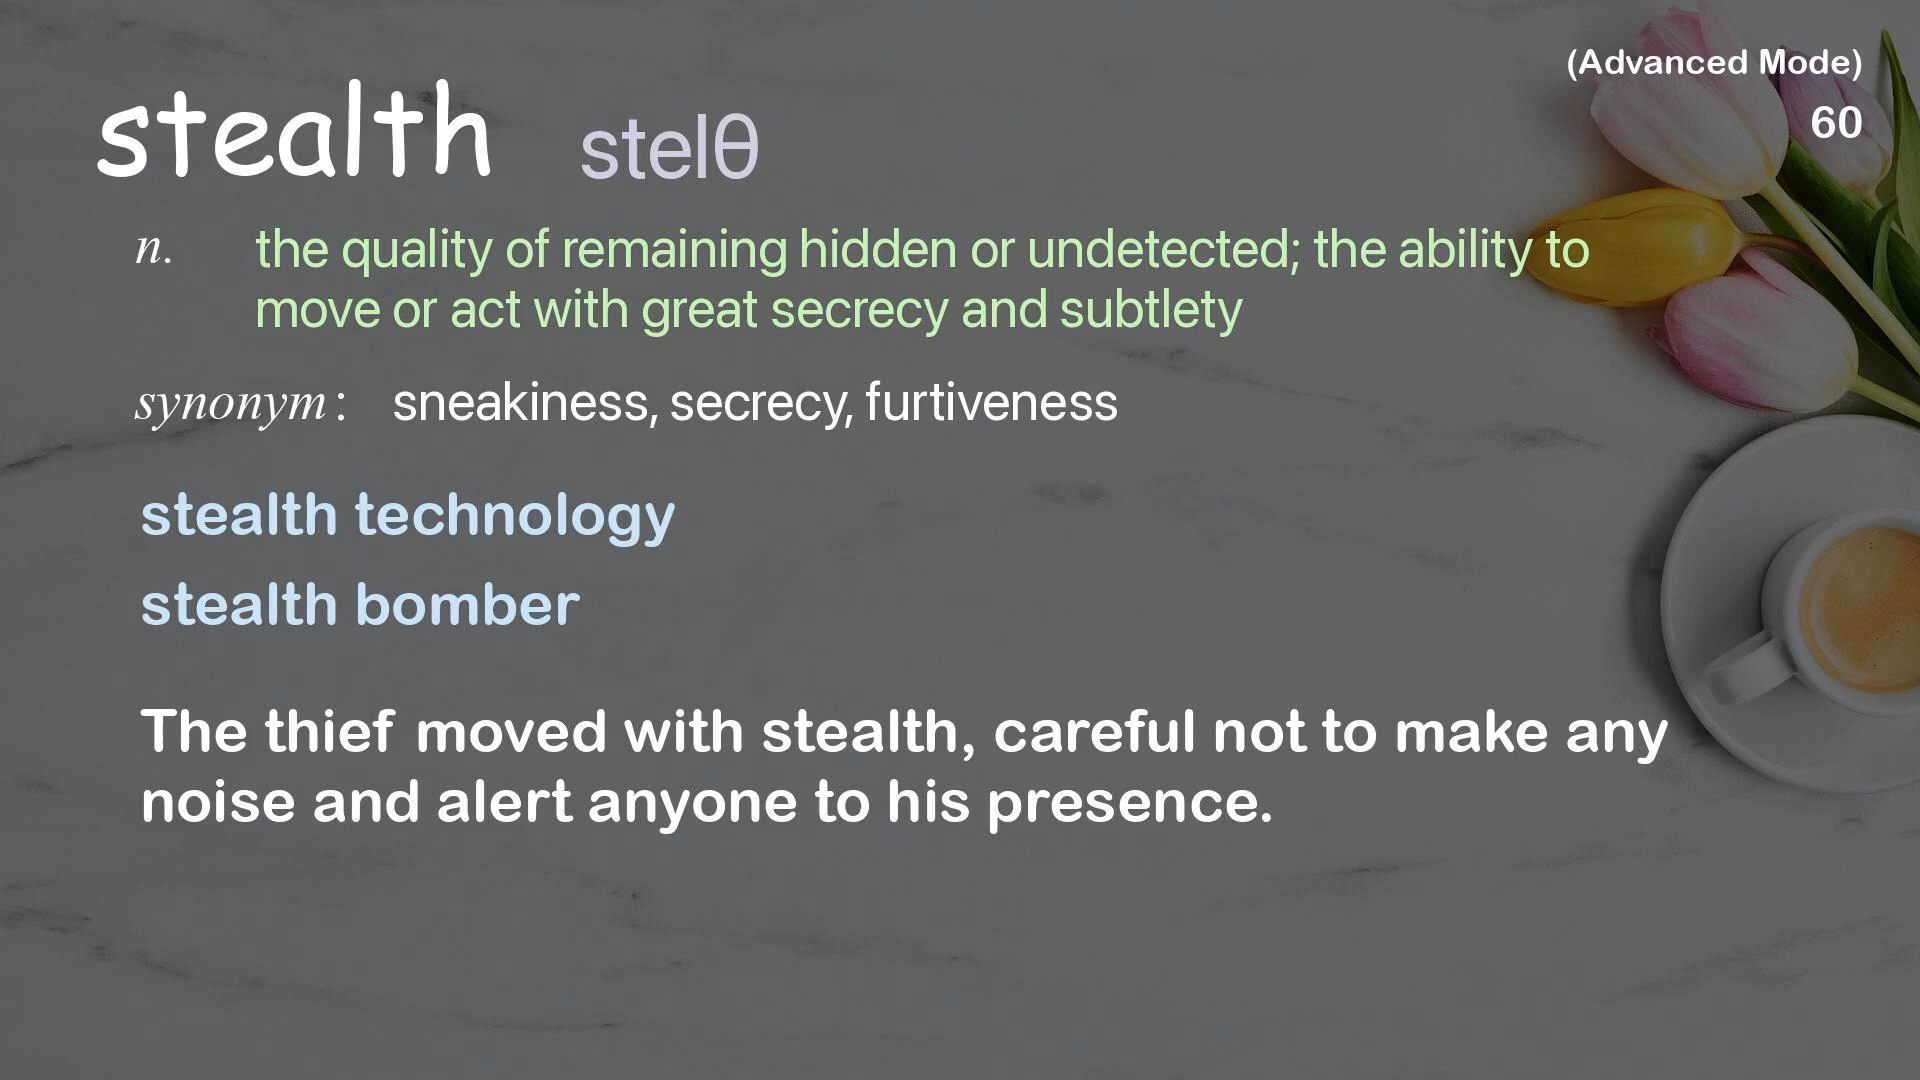 (Advanced Mode)
60
stealth stelθ
n. the quality of remaining hidden or undetected; the ability to
move or act with great secrecy and subtlety
synonym : sneakiness, secrecy, furtiveness
stealth technology
stealth bomber
The thief moved with stealth, careful not to make any
noise and alert anyone to his presence.